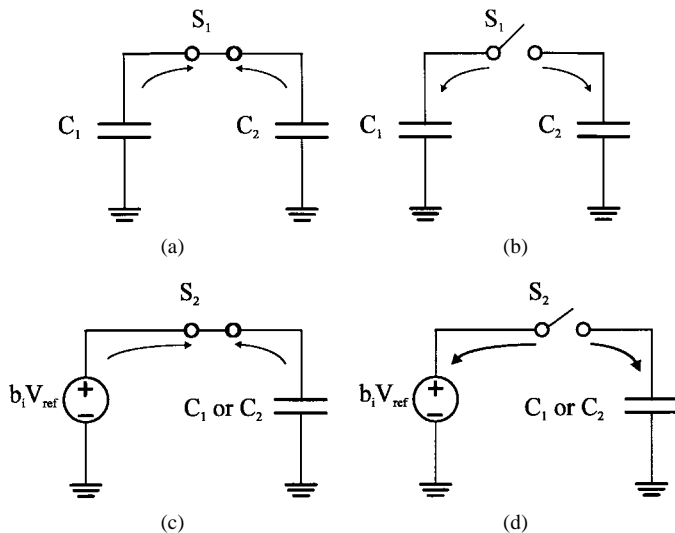 S₁
C₁
C₂
(a)
S₁
C₁
C₂
(b)
S₂
bᵢVref
+
−
C₁ or C₂
(c)
S₂
bᵢVref
+
−
C₁ or C₂
(d)